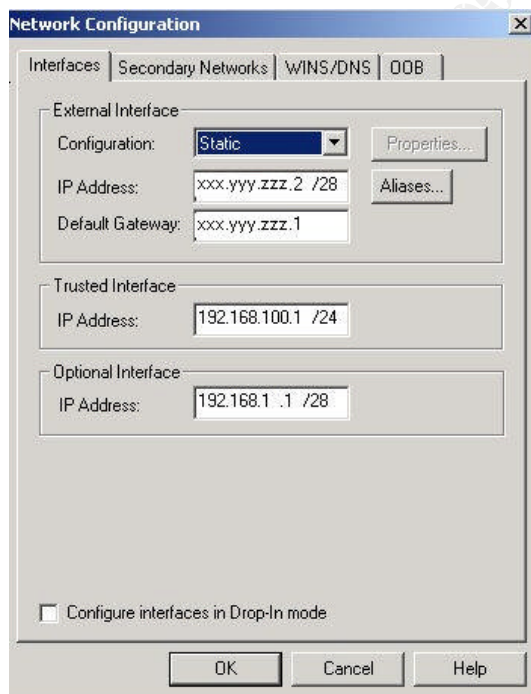 Network Configuration
Interfaces Secondary Networks WINS/DNS OOB
External Interface
Configuration: Static Properties...
IP Address: xxx.yyy.zzz.2 /28 Aliases...
Default Gateway: xxx.yyy.zzz.1
Trusted Interface
IP Address: 192.168.100.1 /24
Optional Interface
IP Address: 192.168.1 .1 /28
Configure interfaces in Drop-In mode
OK Cancel Help